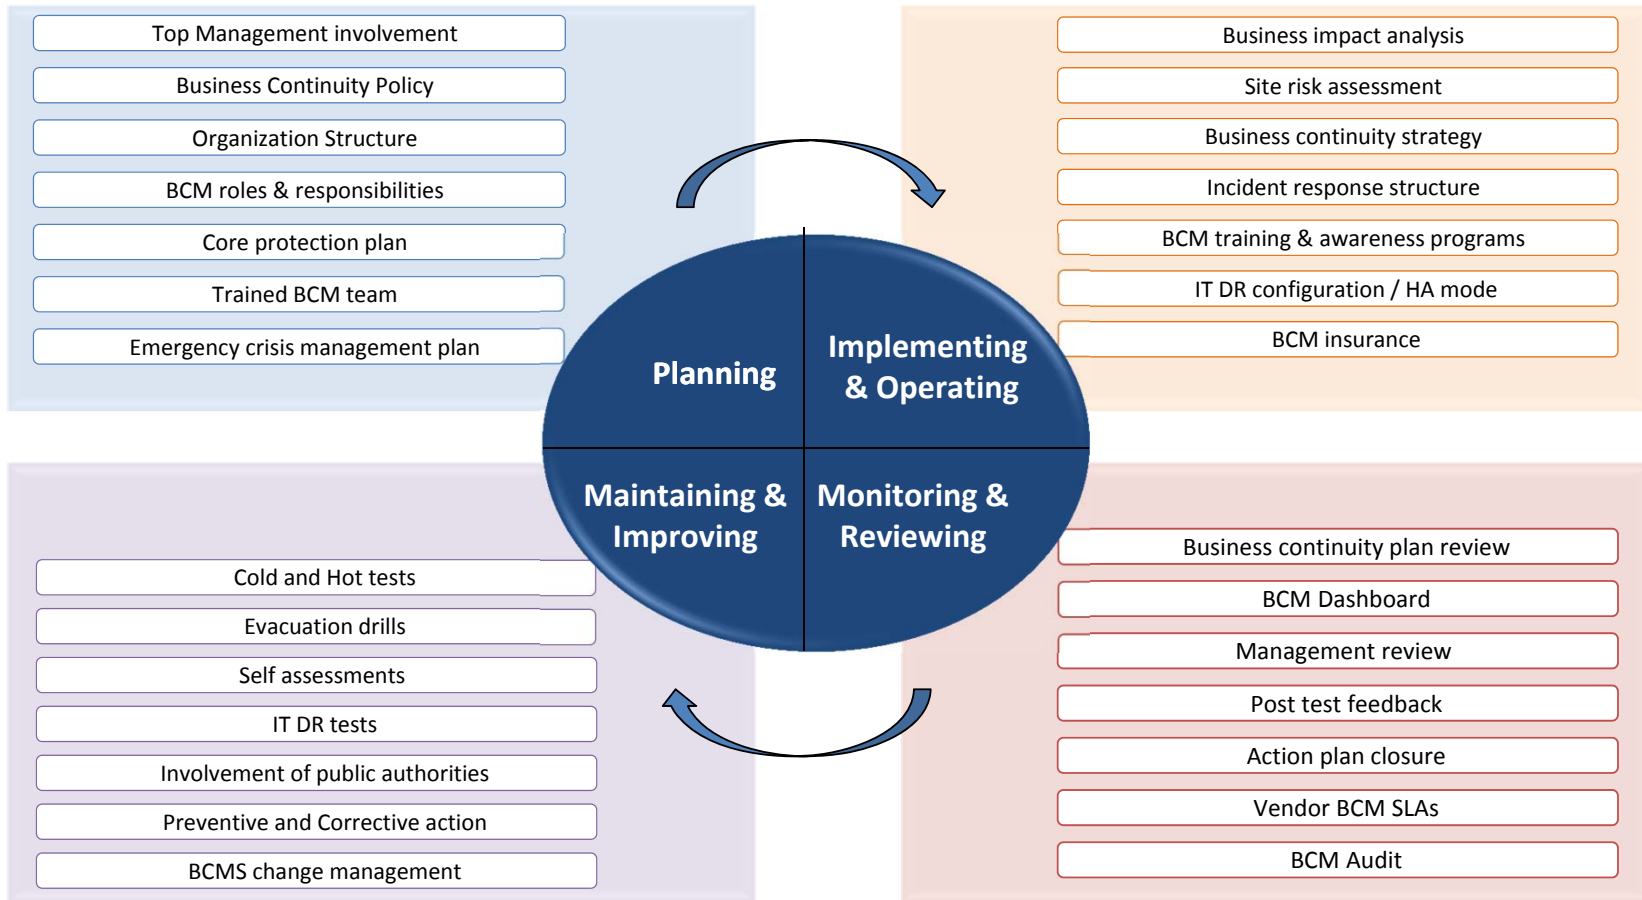 Top Management involvement
Business Continuity Policy
Organization Structure
BCM roles & responsibilities
Core protection plan
Trained BCM team
Emergency crisis management plan
Business impact analysis
Site risk assessment
Business continuity strategy
Incident response structure
BCM training & awareness programs
IT DR configuration / HA mode
BCM insurance
Planning
Implementing
& Operating
Maintaining &
Improving
Monitoring &
Reviewing
Cold and Hot tests
Evacuation drills
Self assessments
IT DR tests
Involvement of public authorities
Preventive and Corrective action
BCMS change management
Business continuity plan review
BCM Dashboard
Management review
Post test feedback
Action plan closure
Vendor BCM SLAs
BCM Audit